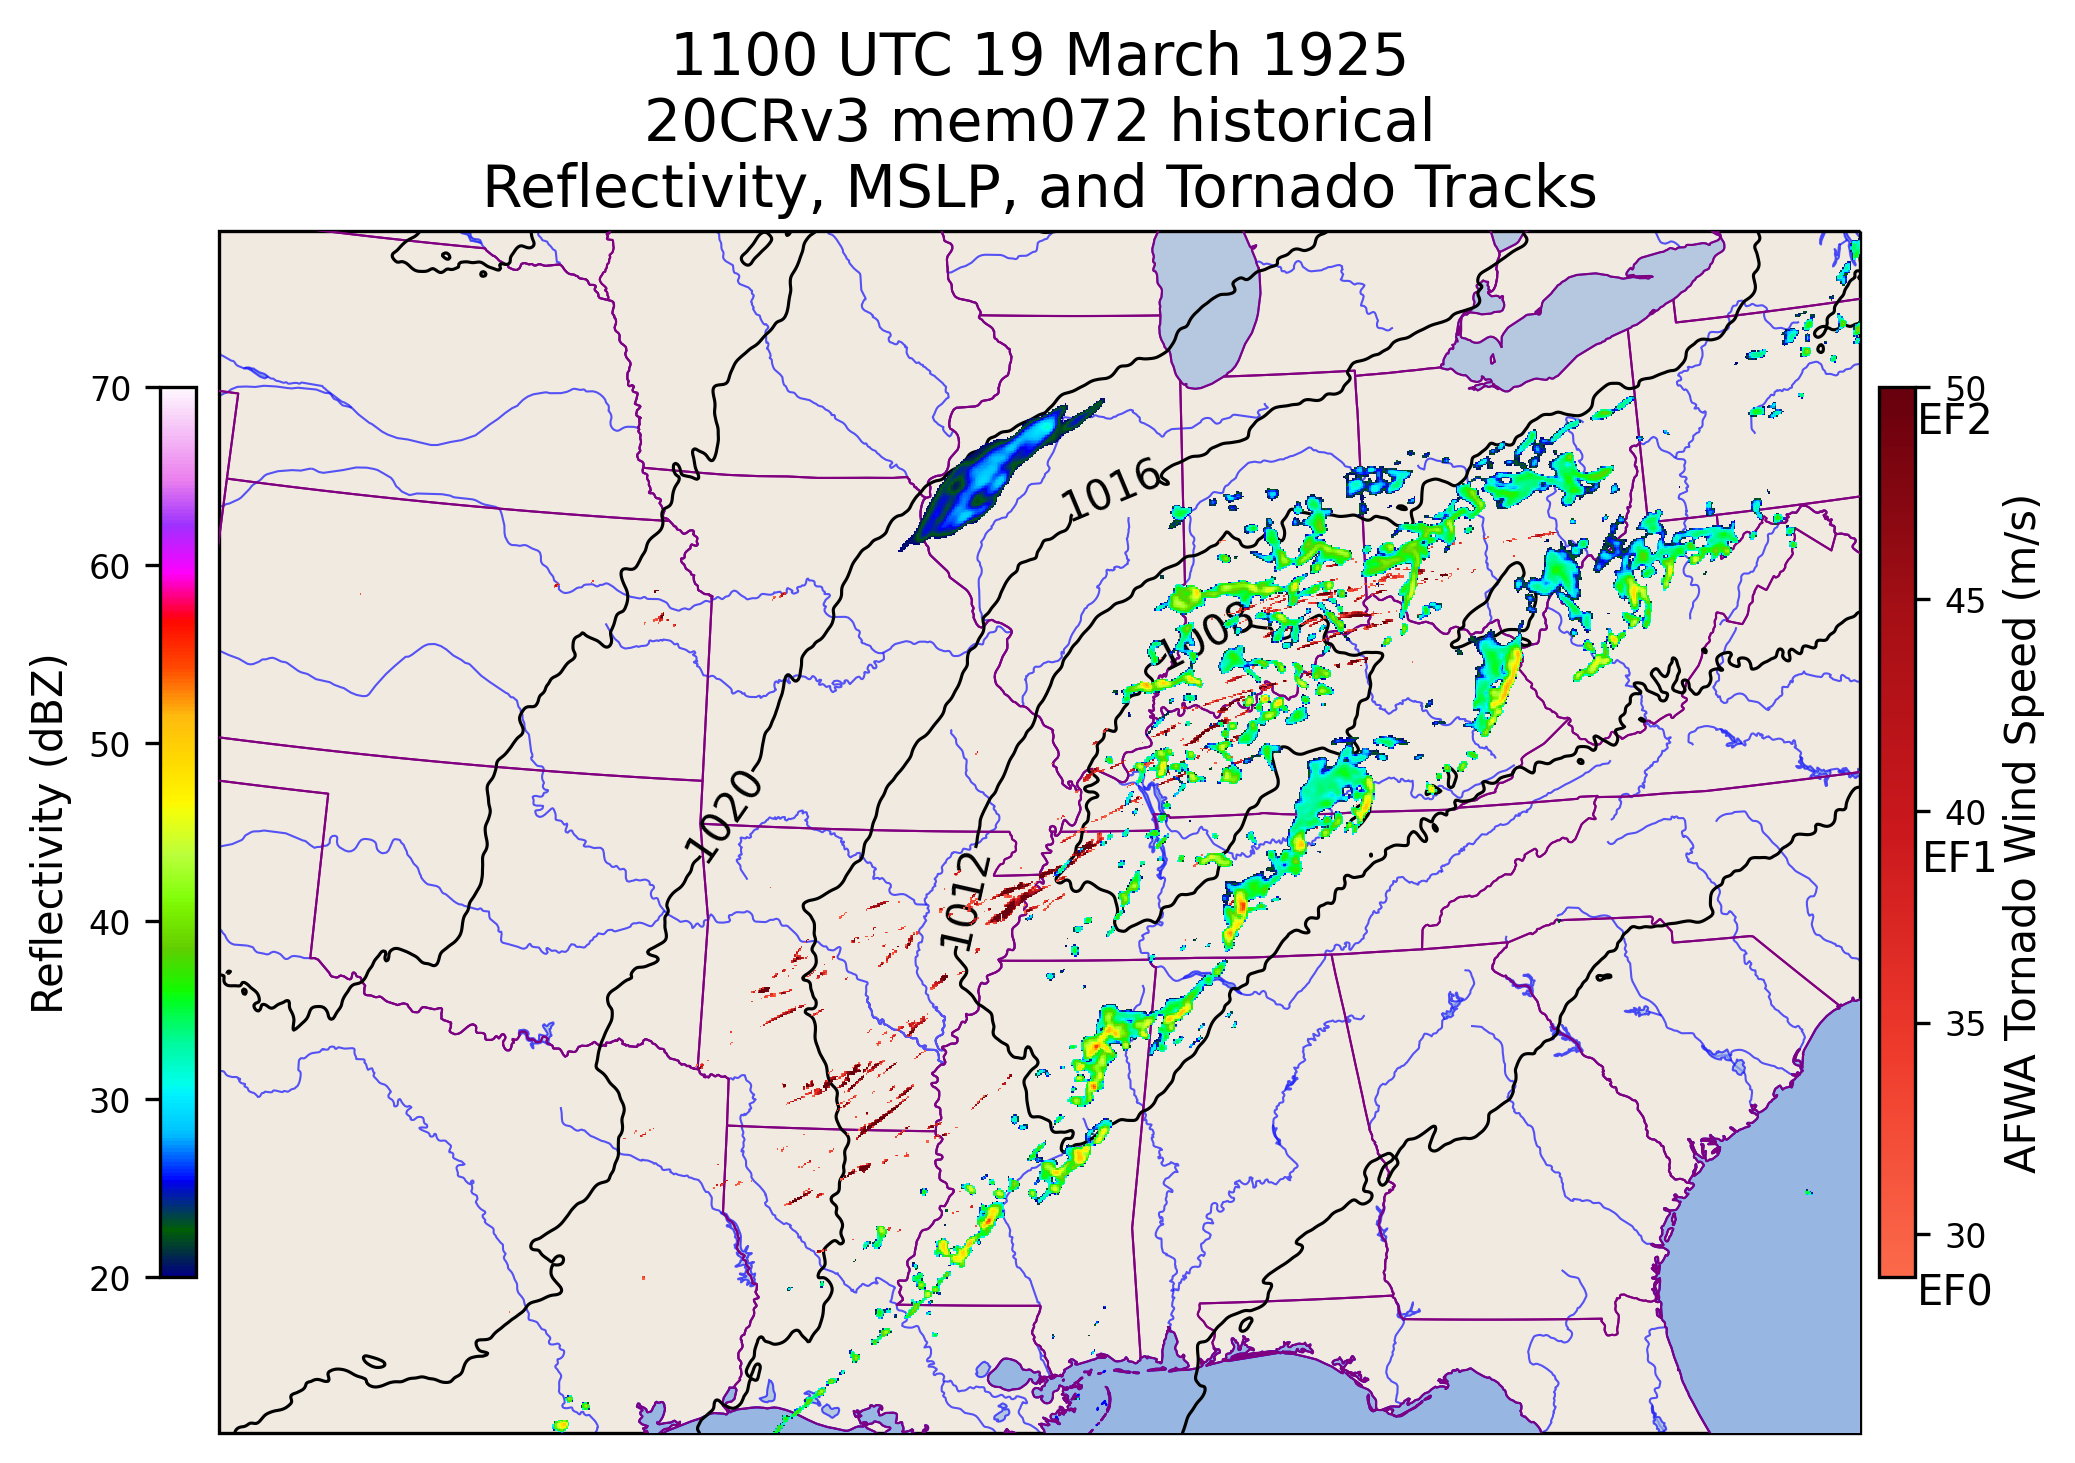 1100 UTC 19 March 1925
20CRv3 mem072 historical
Reflectivity, MSLP, and Tornado Tracks
70
60
50
40
30
20
Reflectivity (dBZ)
1016
1008
1020
1012
50
EF2
45
40
EF1
35
30
EF0
AFWA Tornado Wind Speed (m/s)